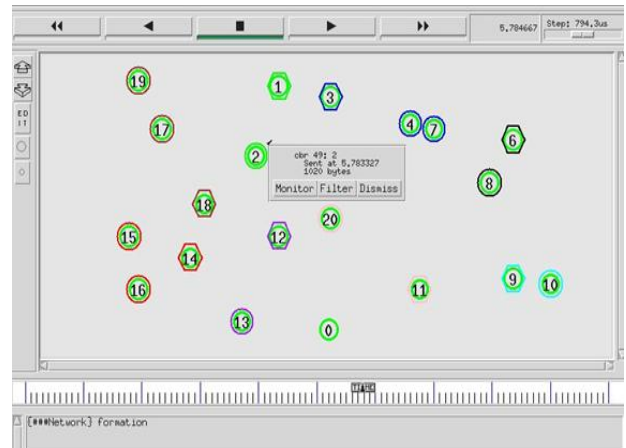 5.784667
Step: 794.3us
ED
IT
19
1
3
17
4
7
6
2
cbr 49: 2
Sent at 5.783327
1020 bytes
Monitor Filter Dismiss
8
18
20
15
12
14
16
9
10
11
13
0
TIME
[###Network] formation